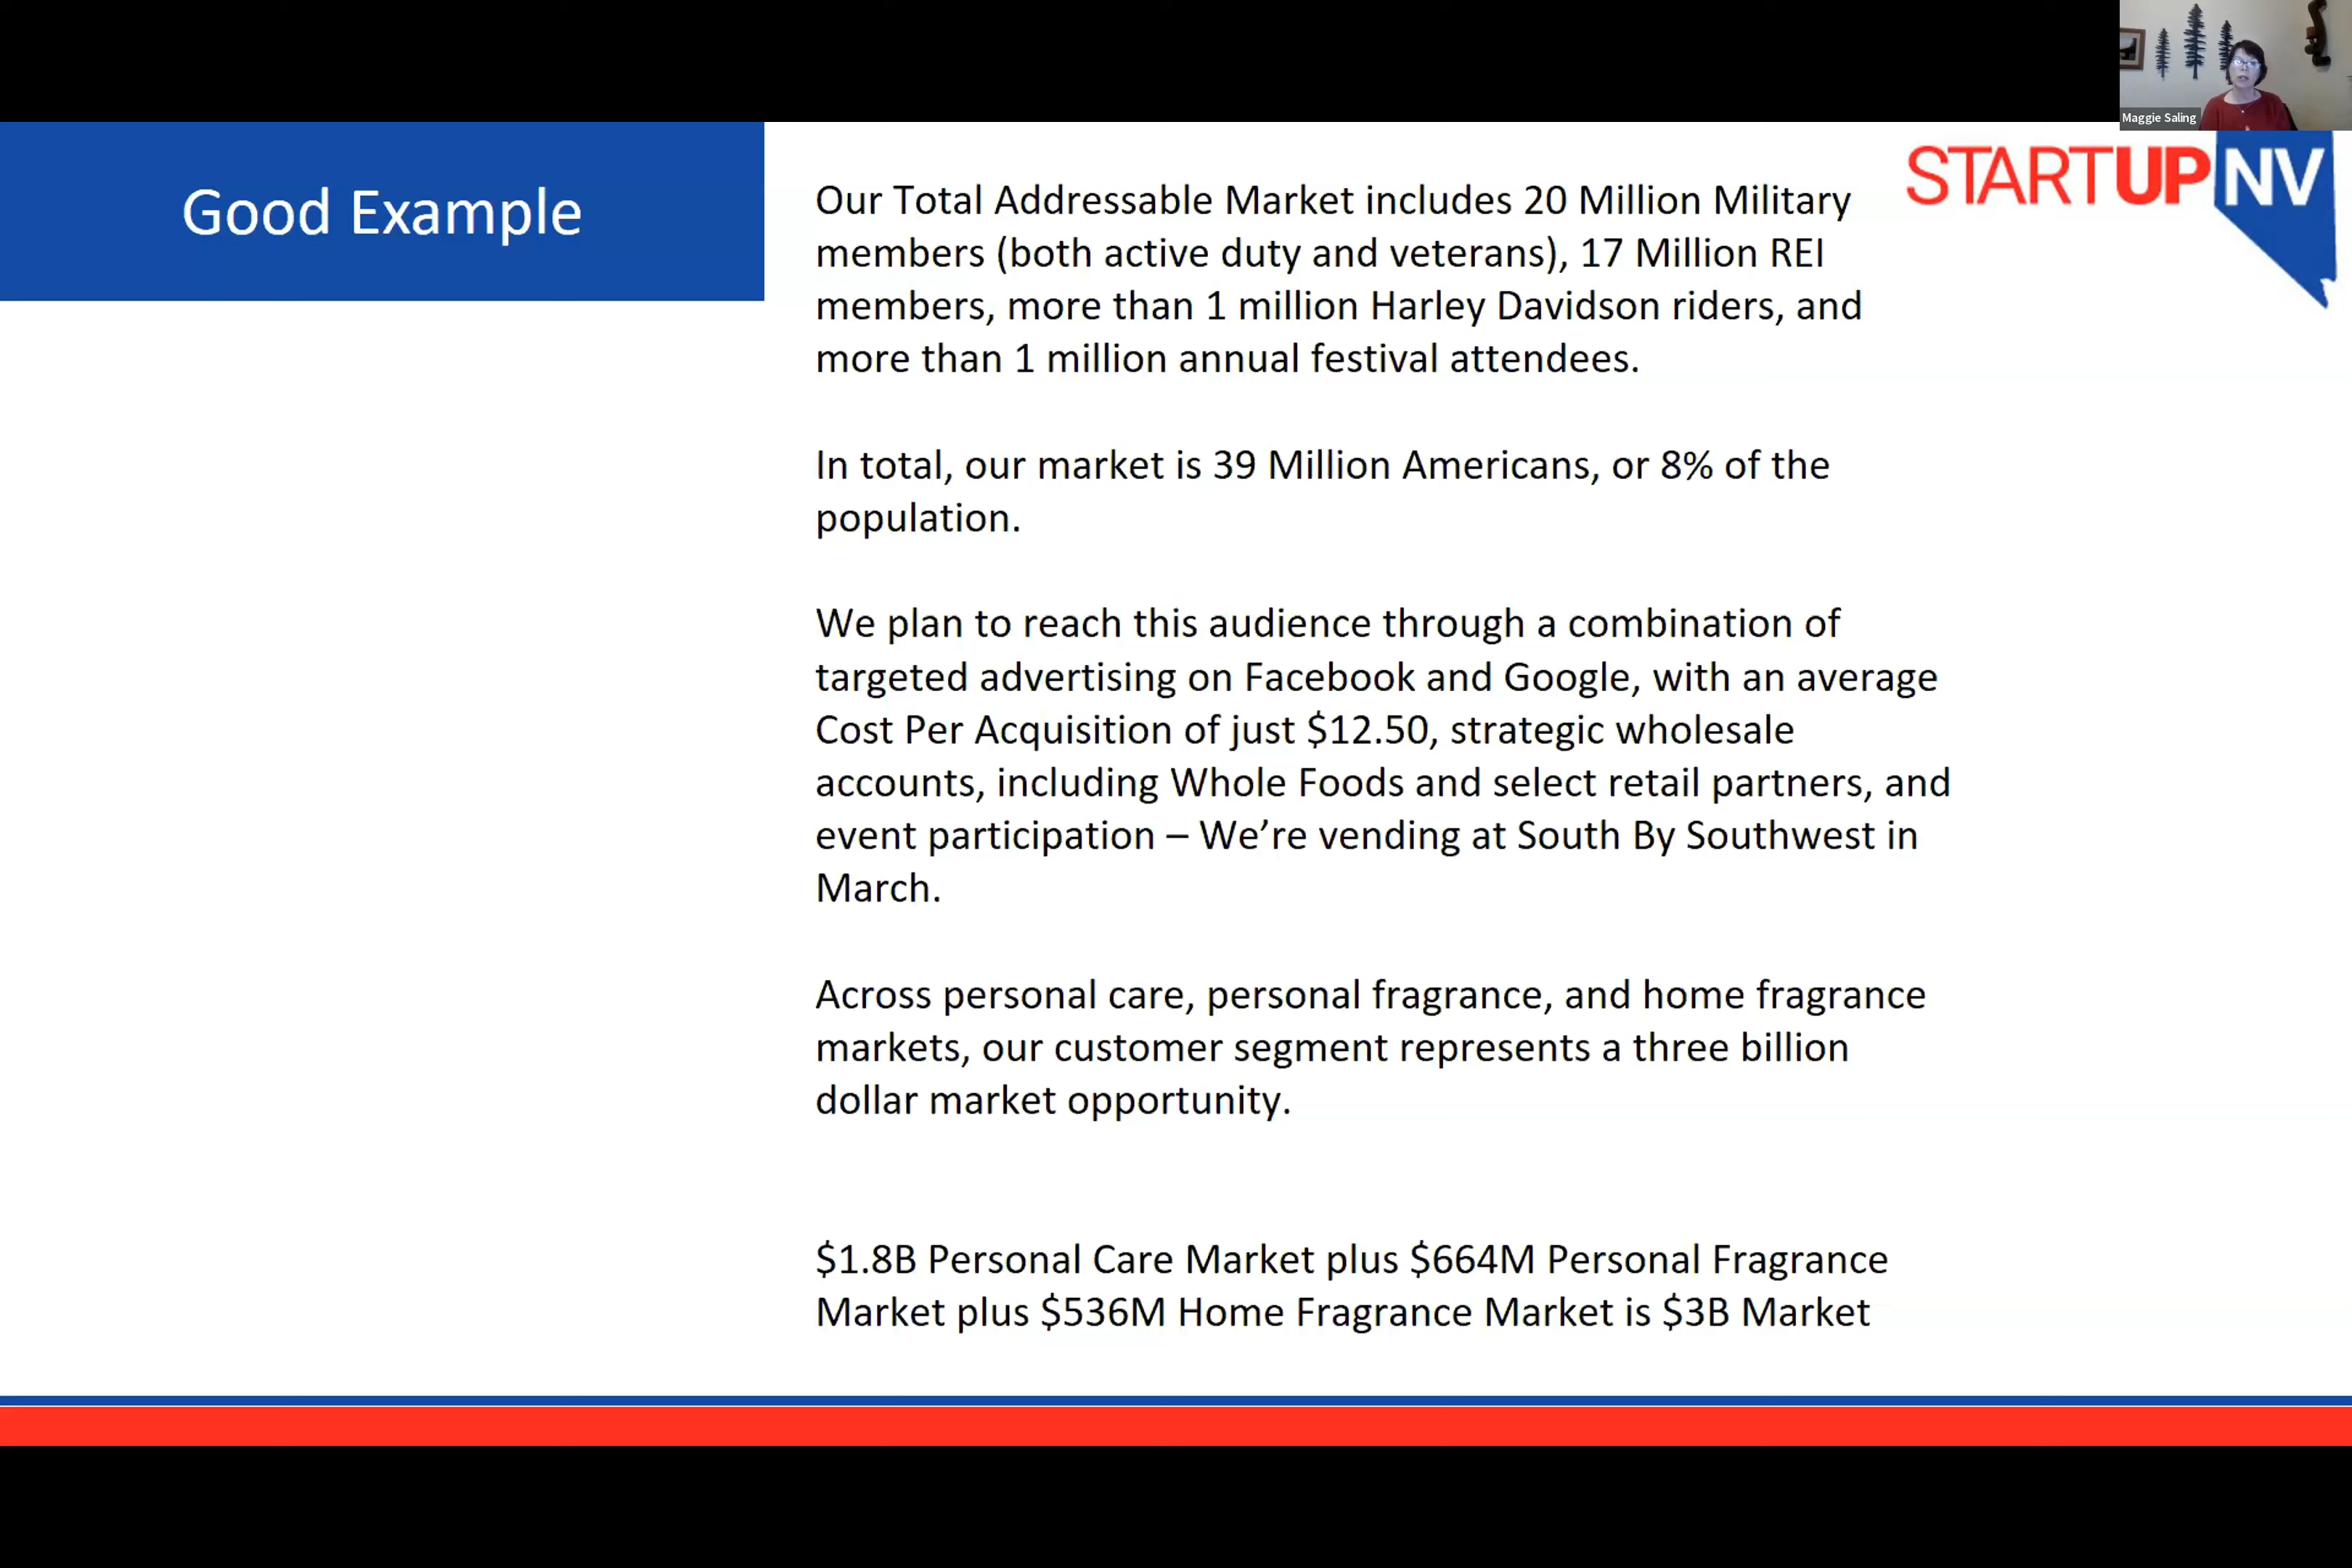 Maggie Saling
STARTUPNV
Good Example
Our Total Addressable Market includes 20 Million Military
members (both active duty and veterans), 17 Million REI
members, more than 1 million Harley Davidson riders, and
more than 1 million annual festival attendees.
In total, our market is 39 Million Americans, or 8% of the
population.
We plan to reach this audience through a combination of
targeted advertising on Facebook and Google, with an average
Cost Per Acquisition of just $12.50, strategic wholesale
accounts, including Whole Foods and select retail partners, and
event participation – We’re vending at South By Southwest in
March.
Across personal care, personal fragrance, and home fragrance
markets, our customer segment represents a three billion
dollar market opportunity.
$1.8B Personal Care Market plus $664M Personal Fragrance
Market plus $536M Home Fragrance Market is $3B Market